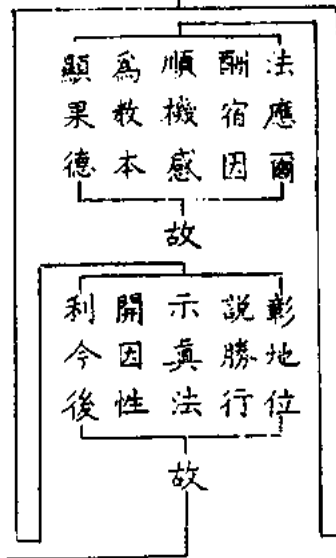 法應爾
酬宿因
順機感
為教本
顯果德
故
彰地位
說勝行
示真法
開因性
利今後
故